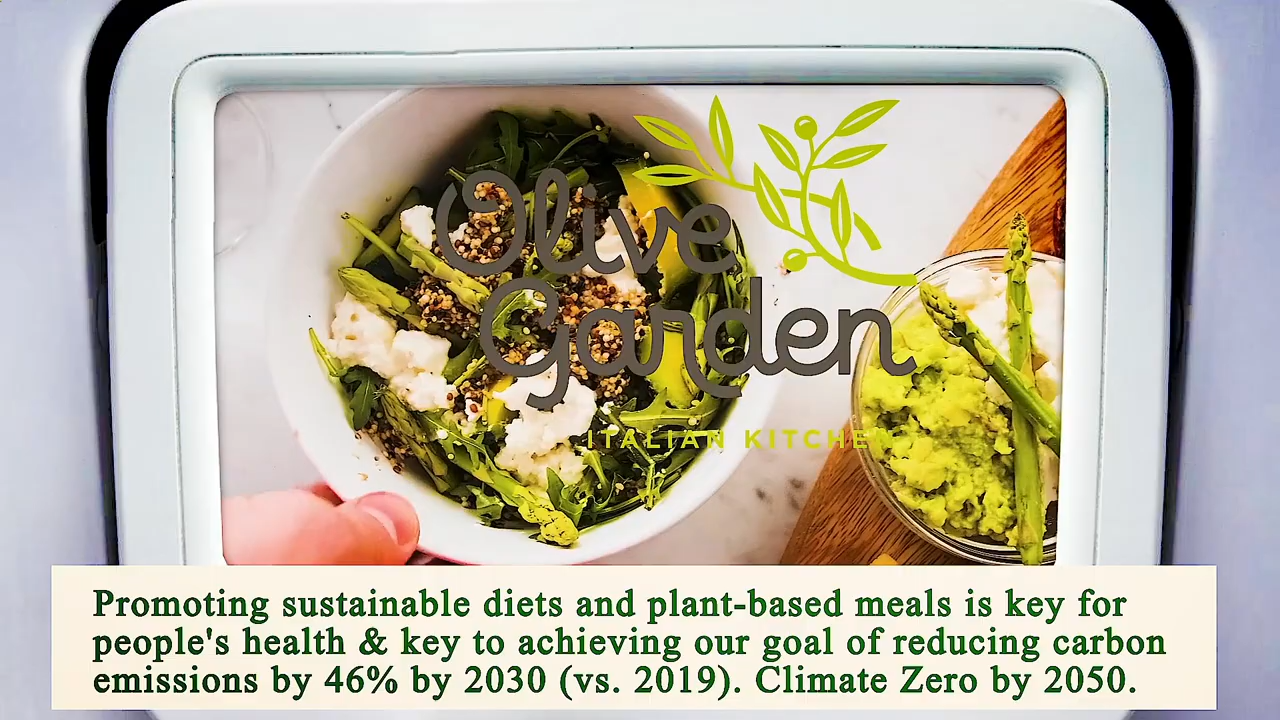 Olive
Garden
ITALIAN KITCHEN
Promoting sustainable diets and plant-based meals is key for
people's health & key to achieving our goal of reducing carbon
emissions by 46% by 2030 (vs. 2019). Climate Zero by 2050.